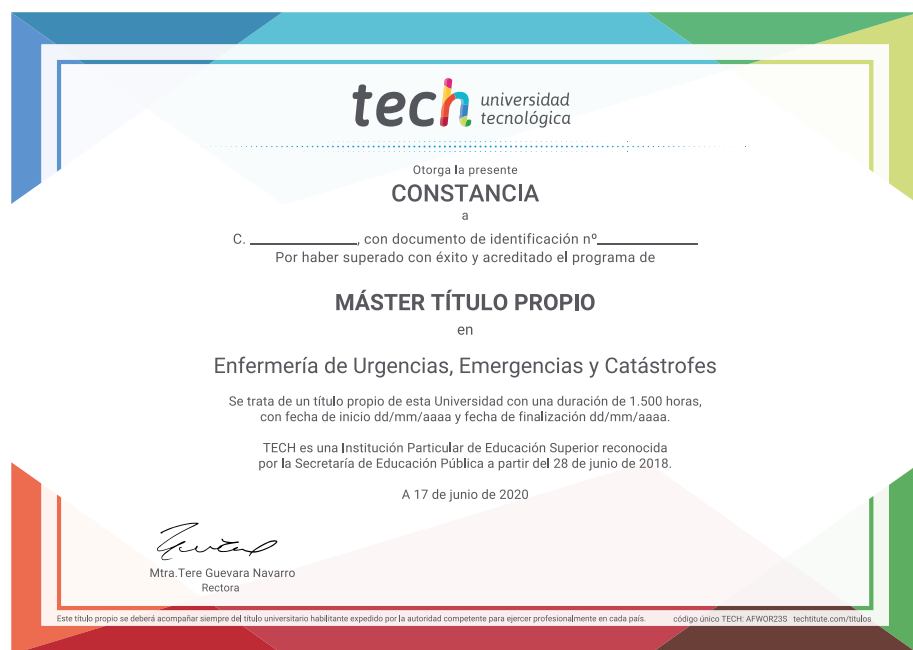 tech universidad
tecnológica
Otorga la presente
CONSTANCIA
a
C. ____________, con documento de identificación nº____________
Por haber superado con éxito y acreditado el programa de
MÁSTER TÍTULO PROPIO
en
Enfermería de Urgencias, Emergencias y Catástrofes
Se trata de un título propio de esta Universidad con una duración de 1.500 horas,
con fecha de inicio dd/mm/aaaa y fecha de finalización dd/mm/aaaa.
TECH es una Institución Particular de Educación Superior reconocida
por la Secretaría de Educación Pública a partir del 28 de junio de 2018.
A 17 de junio de 2020
Mtra.Tere Guevara Navarro
Rectora
Este título propio se deberá acompañar siempre del título universitario habilitante expedido por la autoridad competente para ejercer profesionalmente en cada país. código único TECH: AFWOR23S techtitute.com/titulos